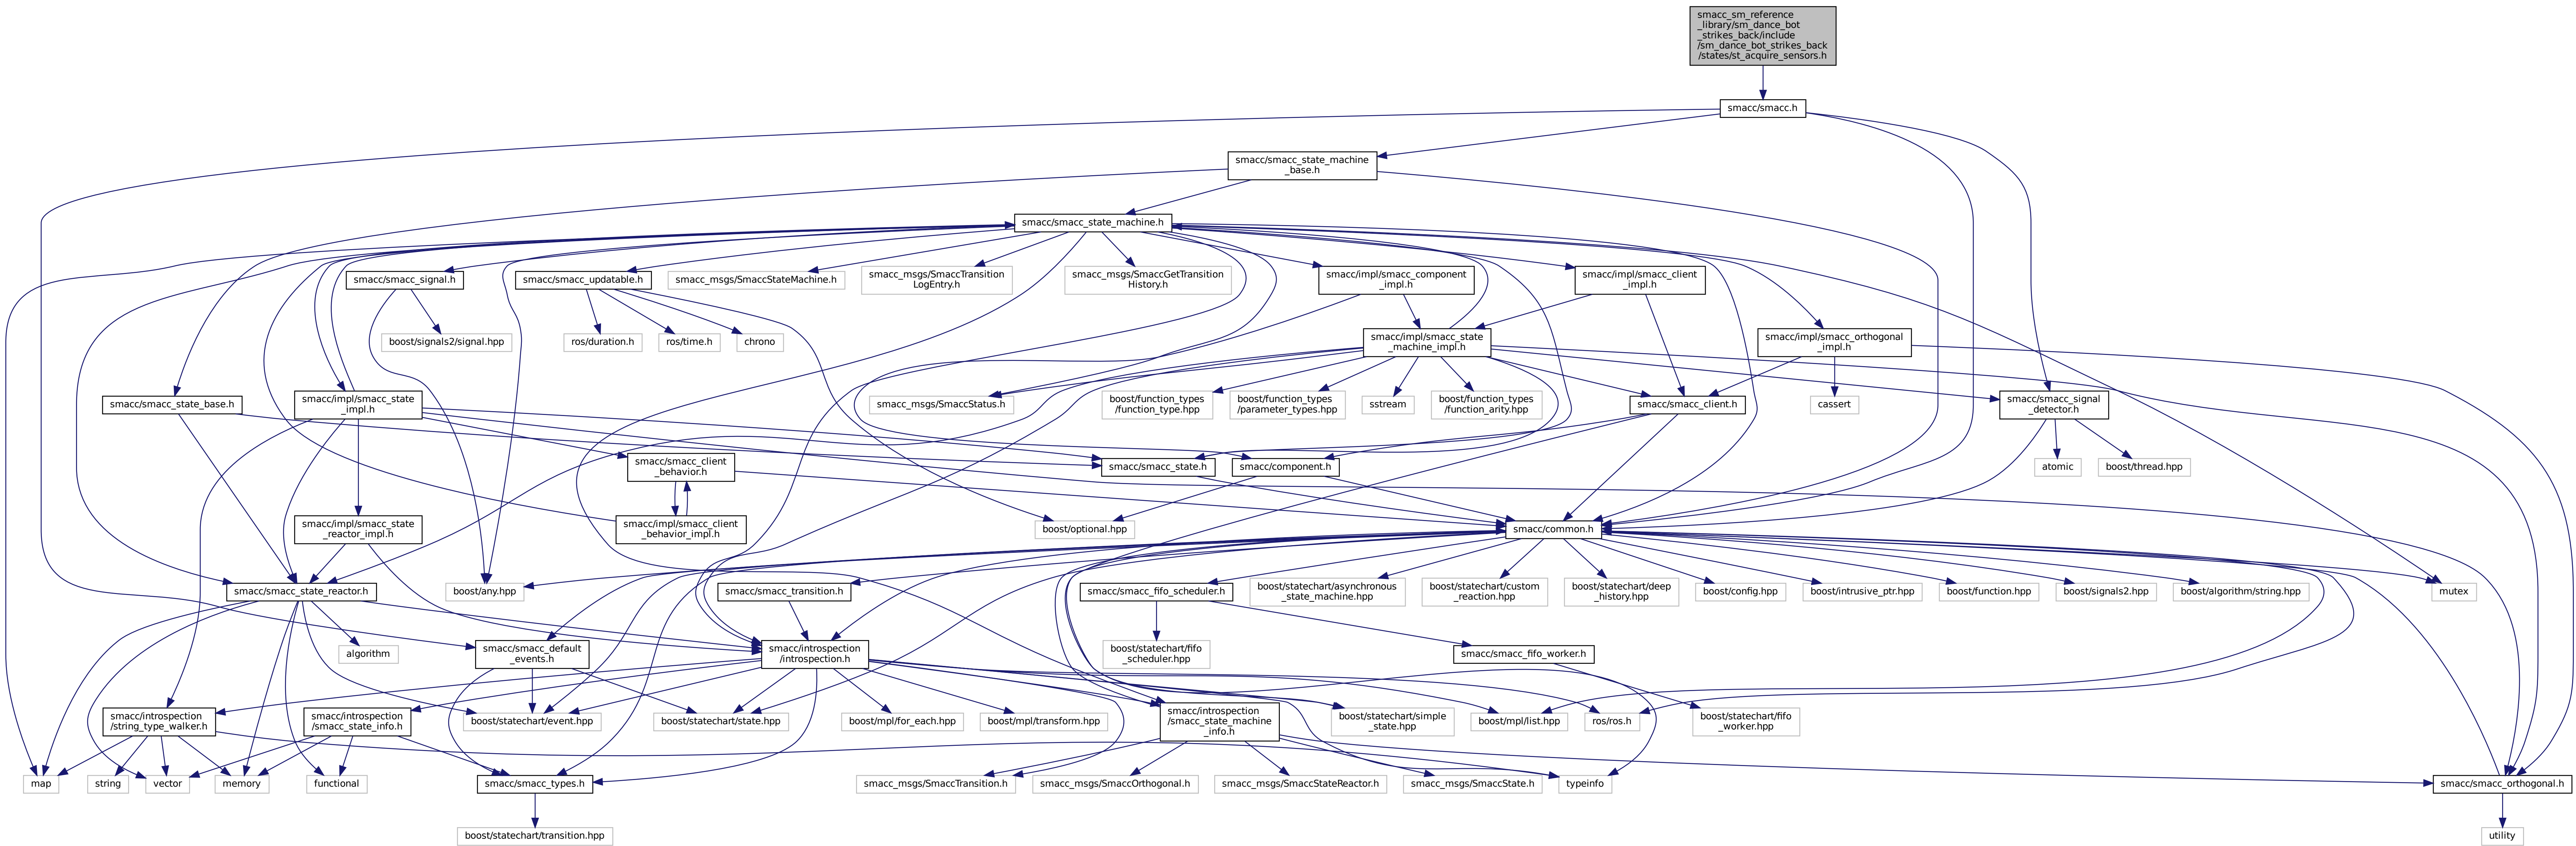 smacc_sm_reference
_library/sm_dance_bot
_strikes_back/include
/sm_dance_bot_strikes_back
/states/st_acquire_sensors.h
smacc/smacc.h
smacc/smacc_state_machine
_base.h
smacc/smacc_state_machine.h
smacc/smacc_signal.h
smacc/smacc_updatable.h
smacc_msgs/SmaccStateMachine.h
smacc_msgs/SmaccTransition
LogEntry.h
smacc_msgs/SmaccGetTransition
History.h
smacc/impl/smacc_component
_impl.h
smacc/impl/smacc_client
_impl.h
boost/signals2/signal.hpp
ros/duration.h
ros/time.h
chrono
smacc/impl/smacc_state
_machine_impl.h
smacc/impl/smacc_orthogonal
_impl.h
smacc/smacc_state_base.h
smacc/impl/smacc_state
_impl.h
smacc_msgs/SmaccStatus.h
boost/function_types
/function_type.hpp
boost/function_types
/parameter_types.hpp
sstream
boost/function_types
/function_arity.hpp
smacc/smacc_client.h
cassert
smacc/smacc_signal
_detector.h
smacc/smacc_client
_behavior.h
smacc/smacc_state.h
smacc/component.h
atomic
boost/thread.hpp
smacc/impl/smacc_state
_reactor_impl.h
smacc/impl/smacc_client
_behavior_impl.h
boost/optional.hpp
smacc/common.h
smacc/smacc_state_reactor.h
boost/any.hpp
smacc/smacc_transition.h
smacc/smacc_fifo_scheduler.h
boost/statechart/asynchronous
_state_machine.hpp
boost/statechart/custom
_reaction.hpp
boost/statechart/deep
_history.hpp
boost/config.hpp
boost/intrusive_ptr.hpp
boost/function.hpp
boost/signals2.hpp
boost/algorithm/string.hpp
mutex
algorithm
smacc/smacc_default
_events.h
smacc/introspection
/introspection.h
boost/statechart/fifo
_scheduler.hpp
smacc/smacc_fifo_worker.h
smacc/introspection
/string_type_walker.h
smacc/introspection
/smacc_state_info.h
boost/statechart/event.hpp
boost/statechart/state.hpp
boost/mpl/for_each.hpp
boost/mpl/transform.hpp
smacc/introspection
/smacc_state_machine
_info.h
boost/statechart/simple
_state.hpp
boost/mpl/list.hpp
ros/ros.h
boost/statechart/fifo
_worker.hpp
map
string
vector
memory
functional
smacc/smacc_types.h
smacc_msgs/SmaccTransition.h
smacc_msgs/SmaccOrthogonal.h
smacc_msgs/SmaccStateReactor.h
smacc_msgs/SmaccState.h
typeinfo
smacc/smacc_orthogonal.h
boost/statechart/transition.hpp
utility